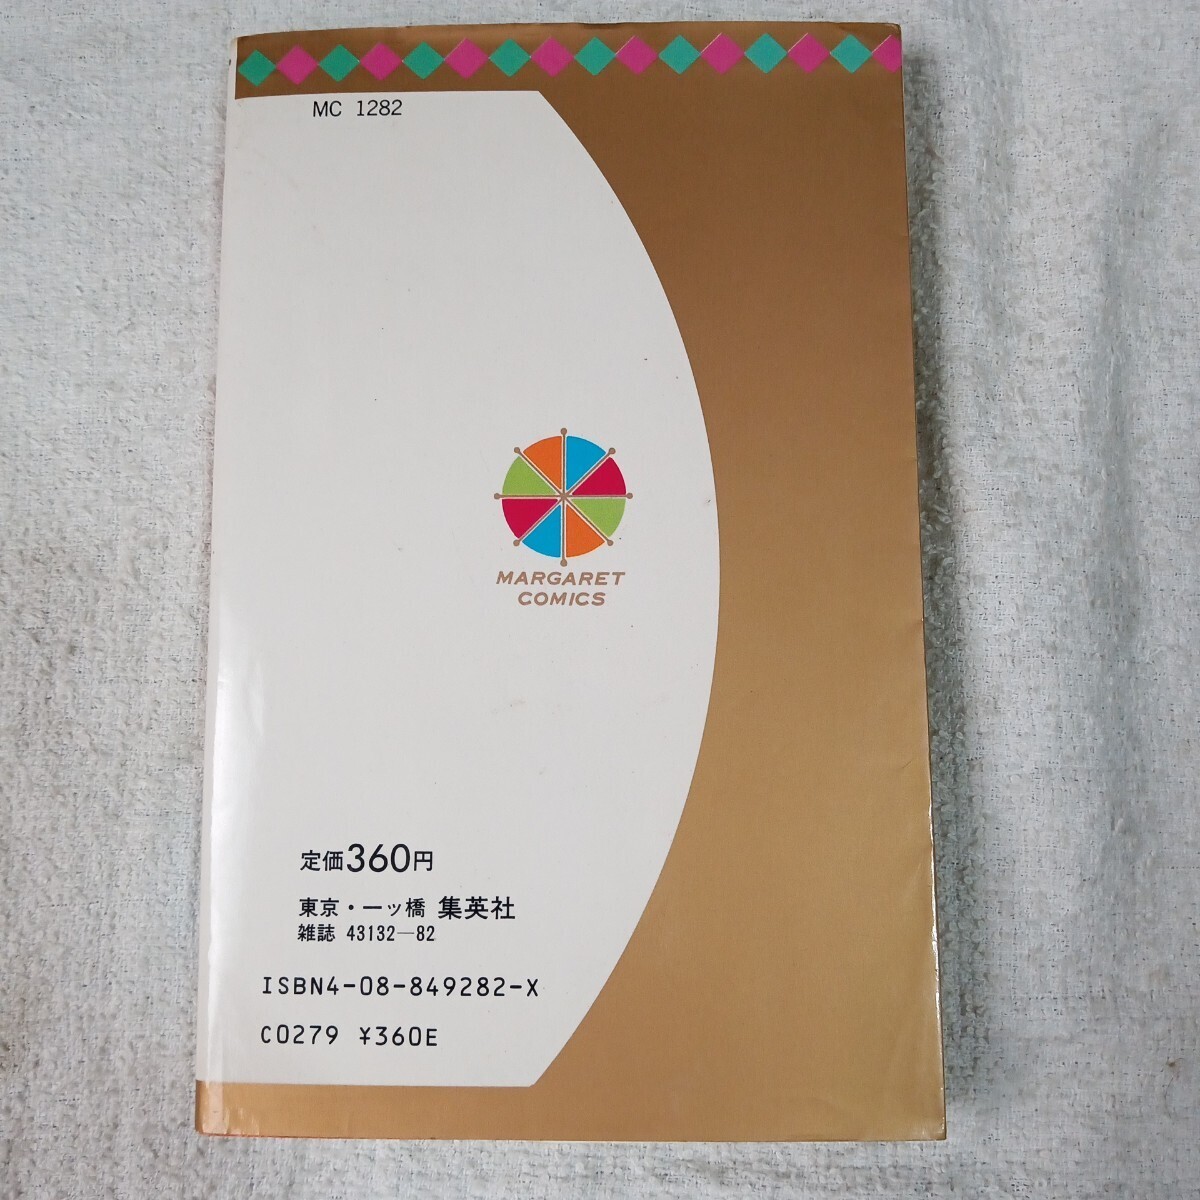 MC 1282
MARGARET
COMICS
定価360円
東京・一ッ橋 集英社
雑誌 43132—82
ISBN4-08-849282-X
C0279 ¥360E